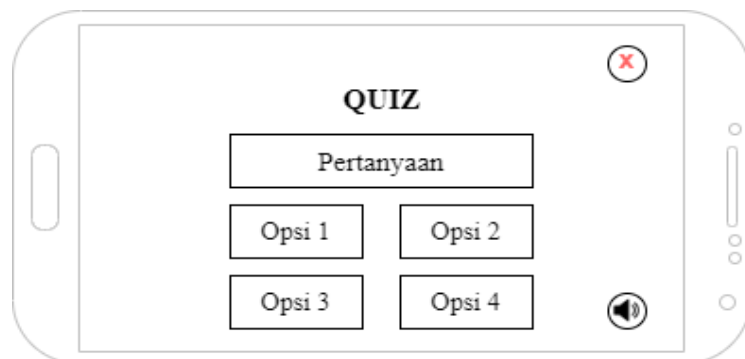 X
QUIZ
Pertanyaan
Opsi 1 Opsi 2
Opsi 3 Opsi 4